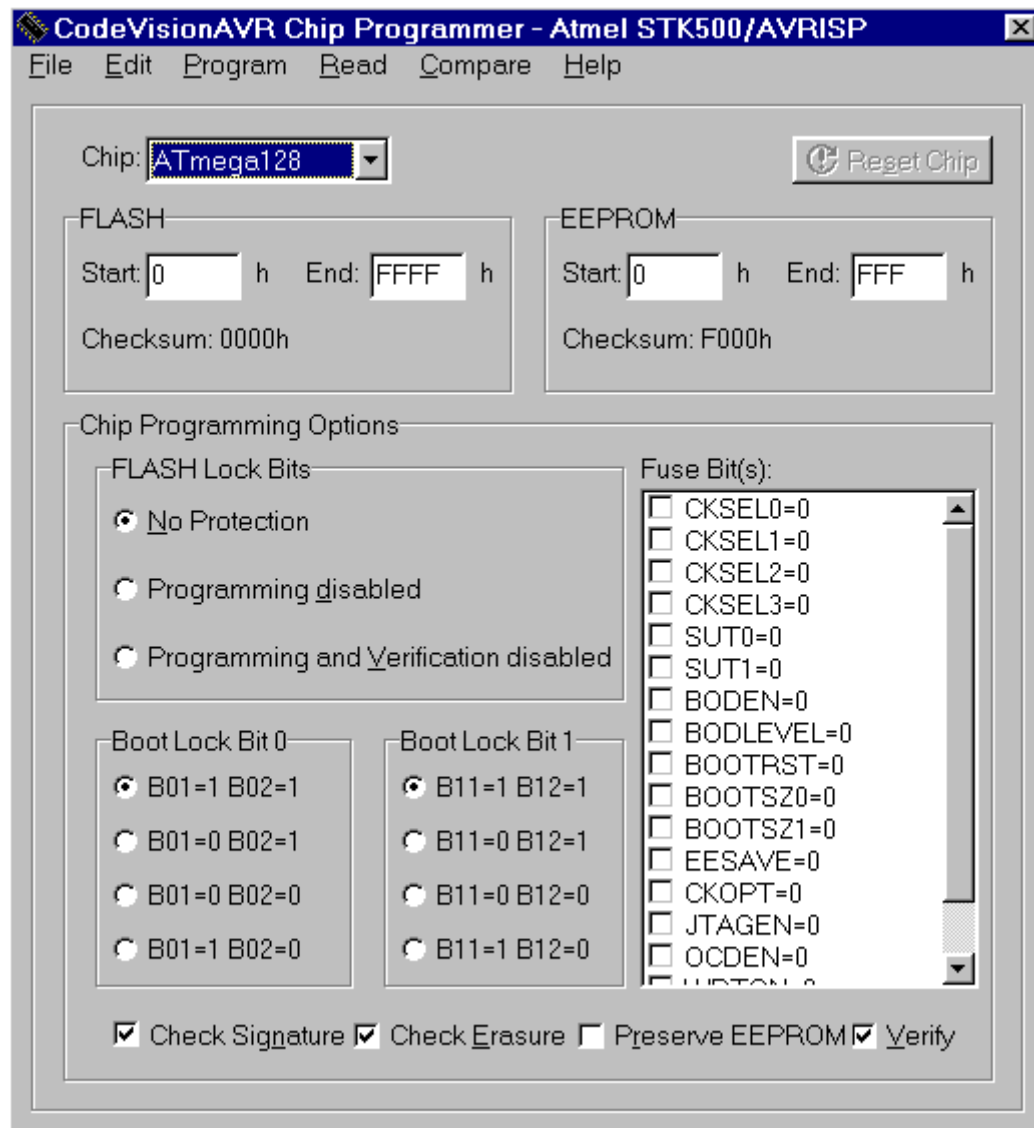 CodeVisionAVR Chip Programmer - Atmel STK500/AVRISP
File Edit Program Read Compare Help
Chip: ATmega128
Reset Chip
FLASH
Start: 0 h End: FFFF h
Checksum: 0000h
EEPROM
Start: 0 h End: FFF h
Checksum: F000h
Chip Programming Options
FLASH Lock Bits
No Protection
Programming disabled
Programming and Verification disabled
Boot Lock Bit 0
B01=1 B02=1
B01=0 B02=1
B01=0 B02=0
B01=1 B02=0
Boot Lock Bit 1
B11=1 B12=1
B11=0 B12=1
B11=0 B12=0
B11=1 B12=0
Fuse Bit(s):
CKSEL0=0
CKSEL1=0
CKSEL2=0
CKSEL3=0
SUT0=0
SUT1=0
BODEN=0
BODLEVEL=0
BOOTRST=0
BOOTSZ0=0
BOOTSZ1=0
EESAVE=0
CKOPT=0
JTAGEN=0
OCDEN=0
Check Signature Check Erasure Preserve EEPROM Verify